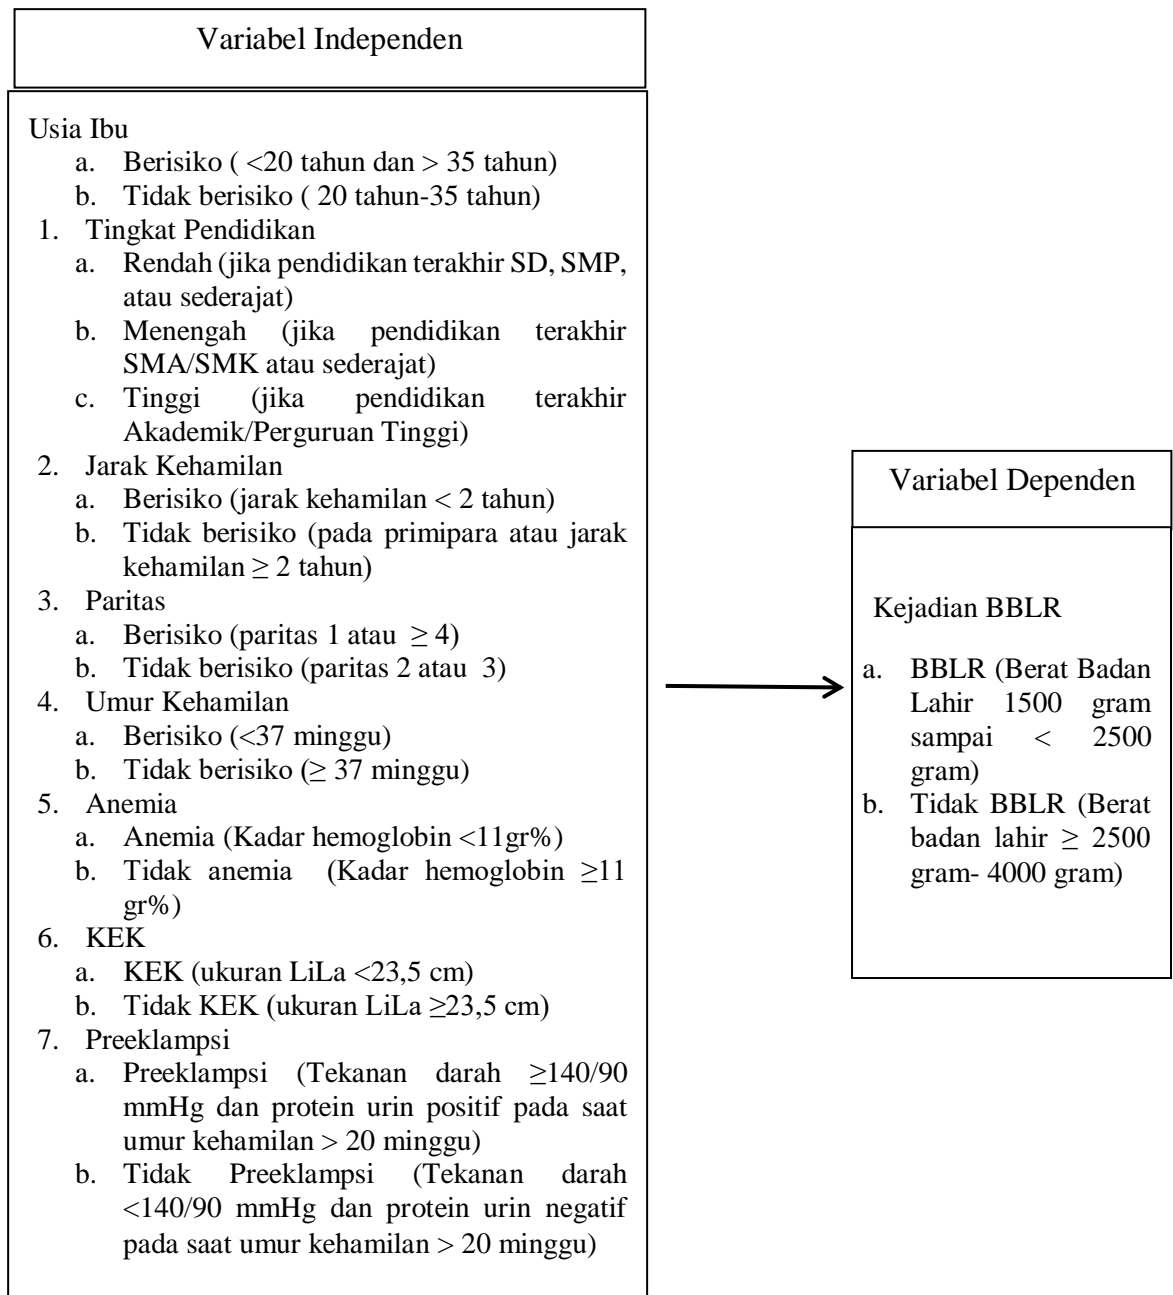 Variabel Independen
Usia Ibu
a. Berisiko ( <20 tahun dan > 35 tahun)
b. Tidak berisiko ( 20 tahun-35 tahun)
1. Tingkat Pendidikan
a. Rendah (jika pendidikan terakhir SD, SMP,
atau sederajat)
b. Menengah (jika pendidikan terakhir
SMA/SMK atau sederajat)
c. Tinggi (jika pendidikan terakhir
Akademik/Perguruan Tinggi)
2. Jarak Kehamilan
a. Berisiko (jarak kehamilan < 2 tahun)
b. Tidak berisiko (pada primipara atau jarak
kehamilan ≥ 2 tahun)
3. Paritas
a. Berisiko (paritas 1 atau ≥ 4)
b. Tidak berisiko (paritas 2 atau 3)
4. Umur Kehamilan
a. Berisiko (<37 minggu)
b. Tidak berisiko (≥ 37 minggu)
5. Anemia
a. Anemia (Kadar hemoglobin <11gr%)
b. Tidak anemia (Kadar hemoglobin ≥11
gr%)
6. KEK
a. KEK (ukuran LiLa <23,5 cm)
b. Tidak KEK (ukuran LiLa ≥23,5 cm)
7. Preeklampsi
a. Preeklampsi (Tekanan darah ≥140/90
mmHg dan protein urin positif pada saat
umur kehamilan > 20 minggu)
b. Tidak Preeklampsi (Tekanan darah
<140/90 mmHg dan protein urin negatif
pada saat umur kehamilan > 20 minggu)
Variabel Dependen
Kejadian BBLR
a. BBLR (Berat Badan
Lahir 1500 gram
sampai < 2500
gram)
b. Tidak BBLR (Berat
badan lahir ≥ 2500
gram- 4000 gram)